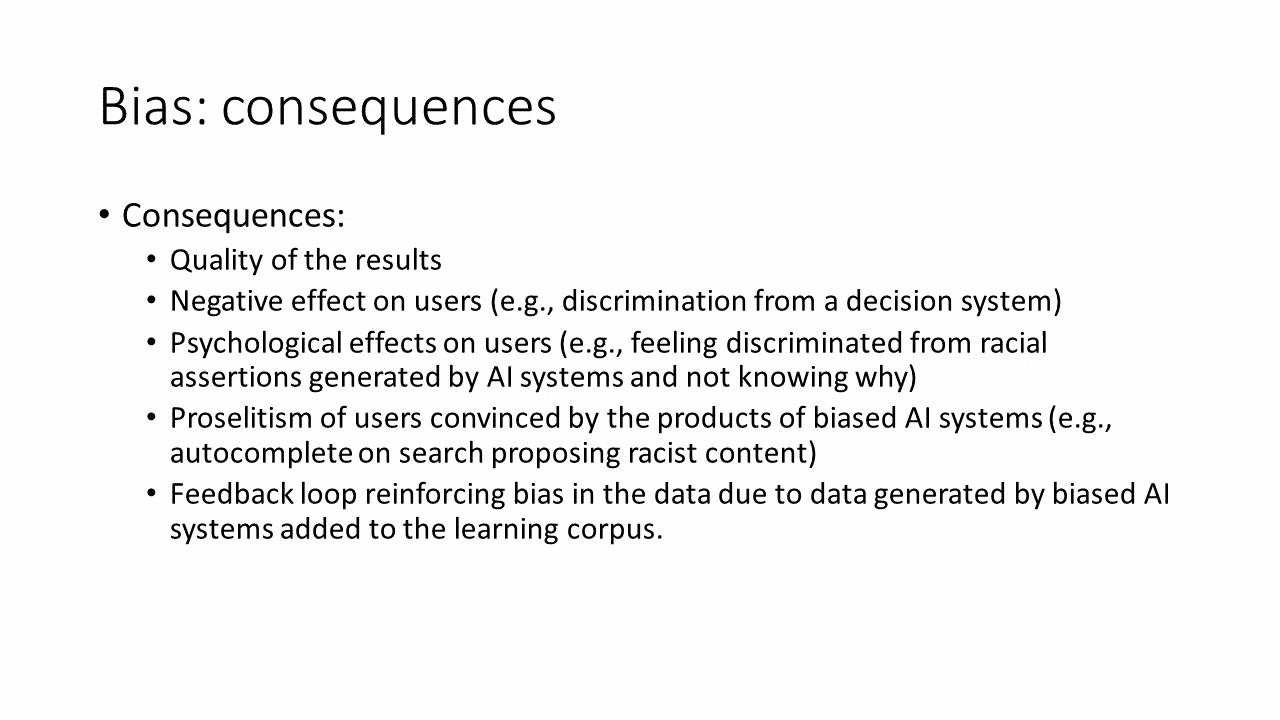 Bias: consequences
• Consequences:
• Quality of the results
• Negative effect on users (e.g., discrimination from a decision system)
• Psychological effects on users (e.g., feeling discriminated from racial
assertions generated by AI systems and not knowing why)
• Proselitism of users convinced by the products of biased AI systems (e.g.,
autocomplete on search proposing racist content)
• Feedback loop reinforcing bias in the data due to data generated by biased AI
systems added to the learning corpus.